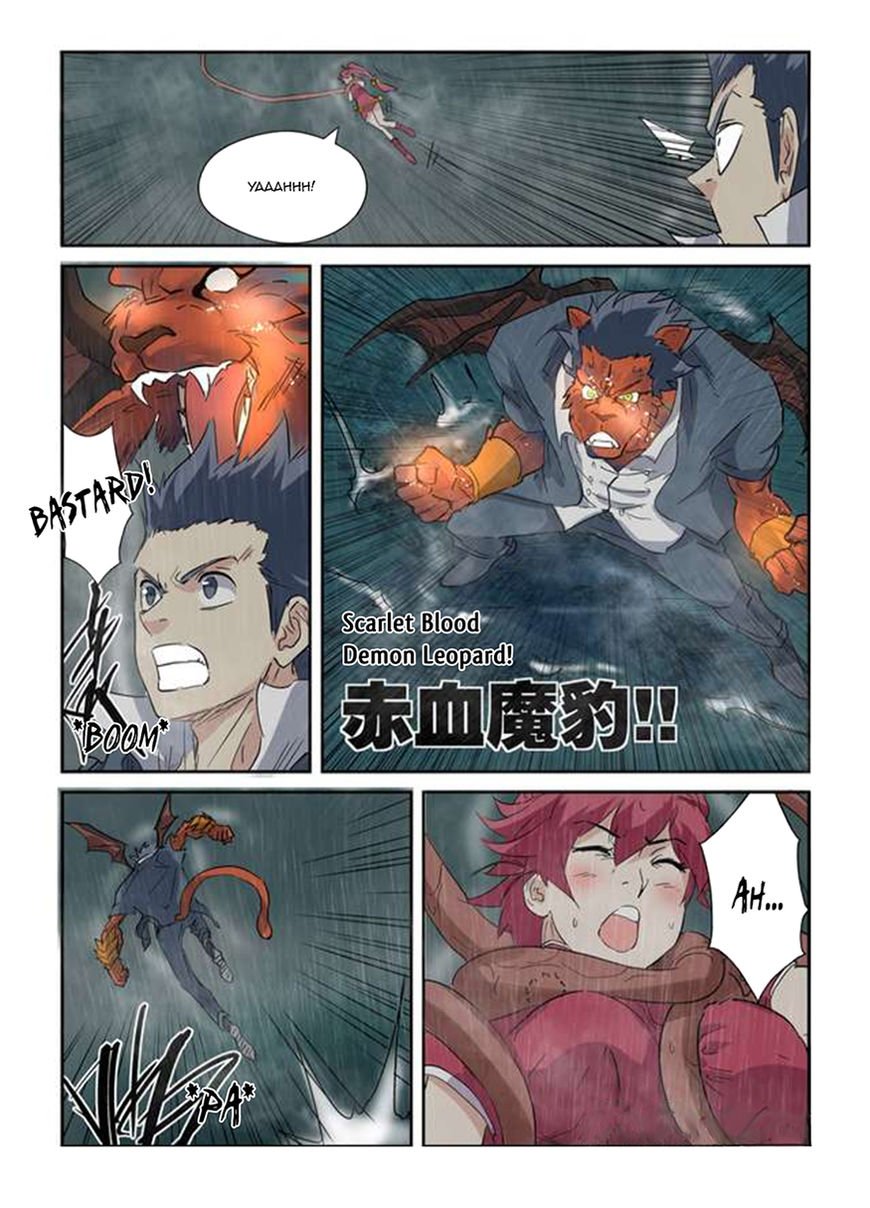 YAAAHHH!
BASTARD!
*BOOM*
Scarlet Blood
Demon Leopard!
赤血魔豹!!
*PA*
AH...